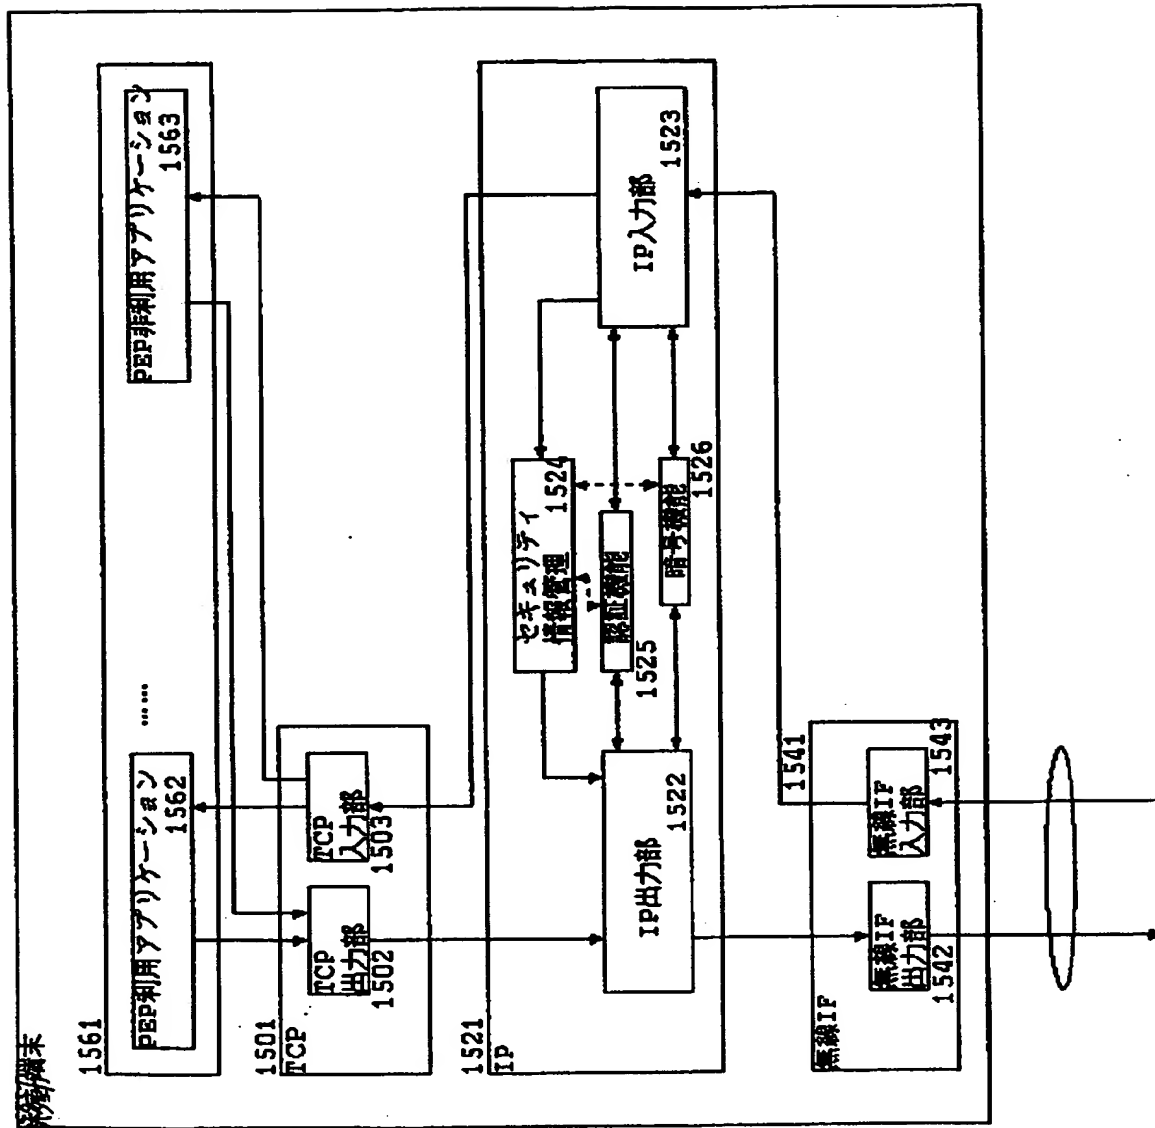 移動端末
1561
PEP利用アプリケーション
1562
……
PEP非利用アプリケーション
1563
1501
TCP
TCP
出力部
1502
TCP
入力部
1503
1521
IP
IP出力部
1522
セキュリティ
情報管理
1524
認証機能
1525
暗号機能
1526
IP入力部
1523
無線IF
1541
無線IF
出力部
1542
無線IF
入力部
1543